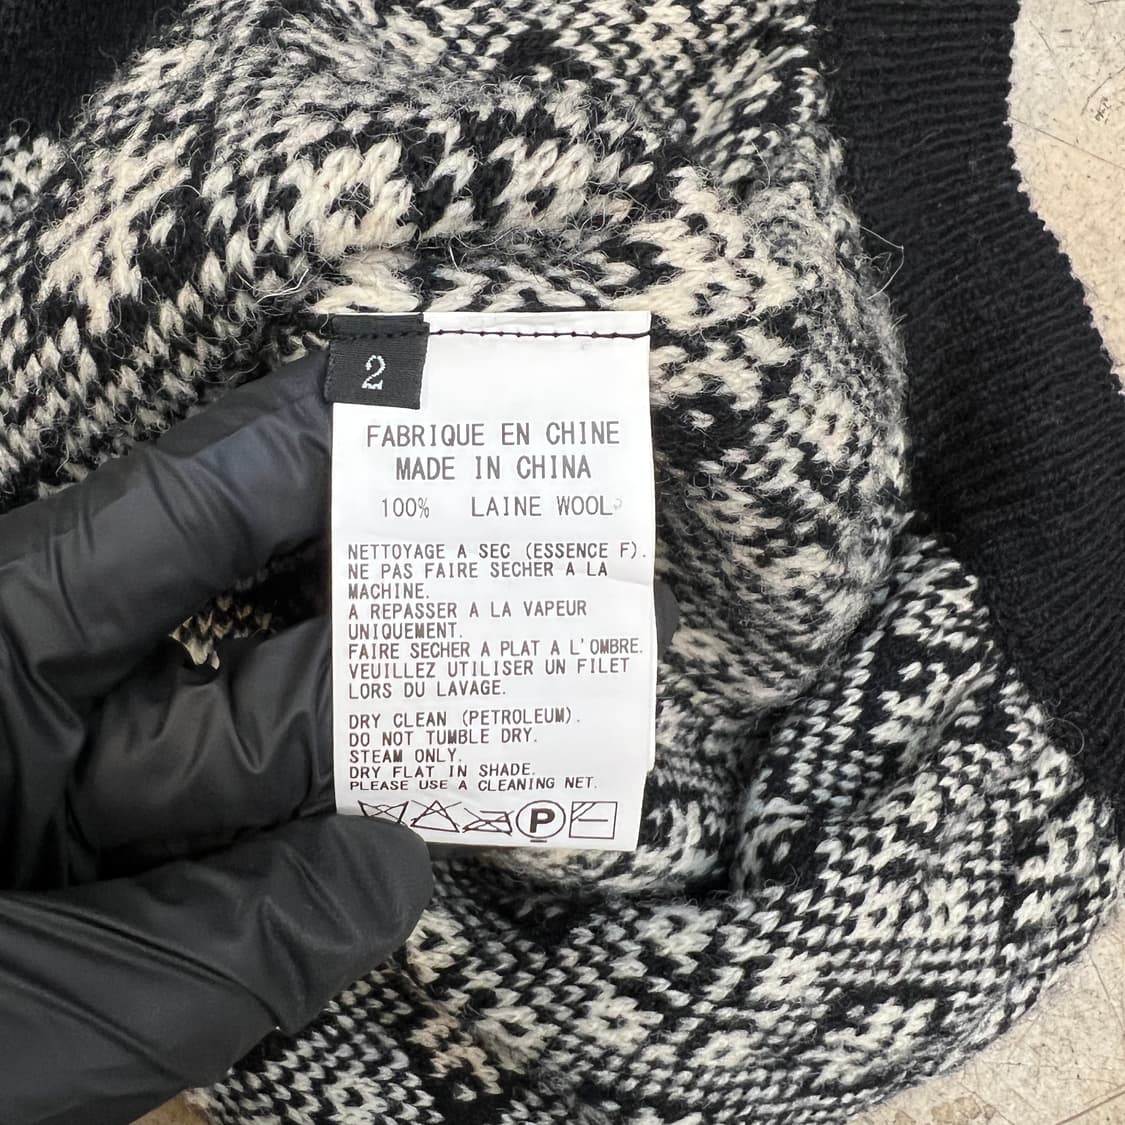 2
FABRIQUE EN CHINE
MADE IN CHINA
100% LAINE WOOL
NETTOYAGE A SEC (ESSENCE F).
NE PAS FAIRE SECHER A LA
MACHINE.
A REPASSER A LA VAPEUR
UNIQUEMENT.
FAIRE SECHER A PLAT A L'OMBRE.
VEUILLEZ UTILISER UN FILET
LORS DU LAVAGE.
DRY CLEAN (PETROLEUM).
DO NOT TUMBLE DRY.
STEAM ONLY.
DRY FLAT IN SHADE.
PLEASE USE A CLEANING NET.
P